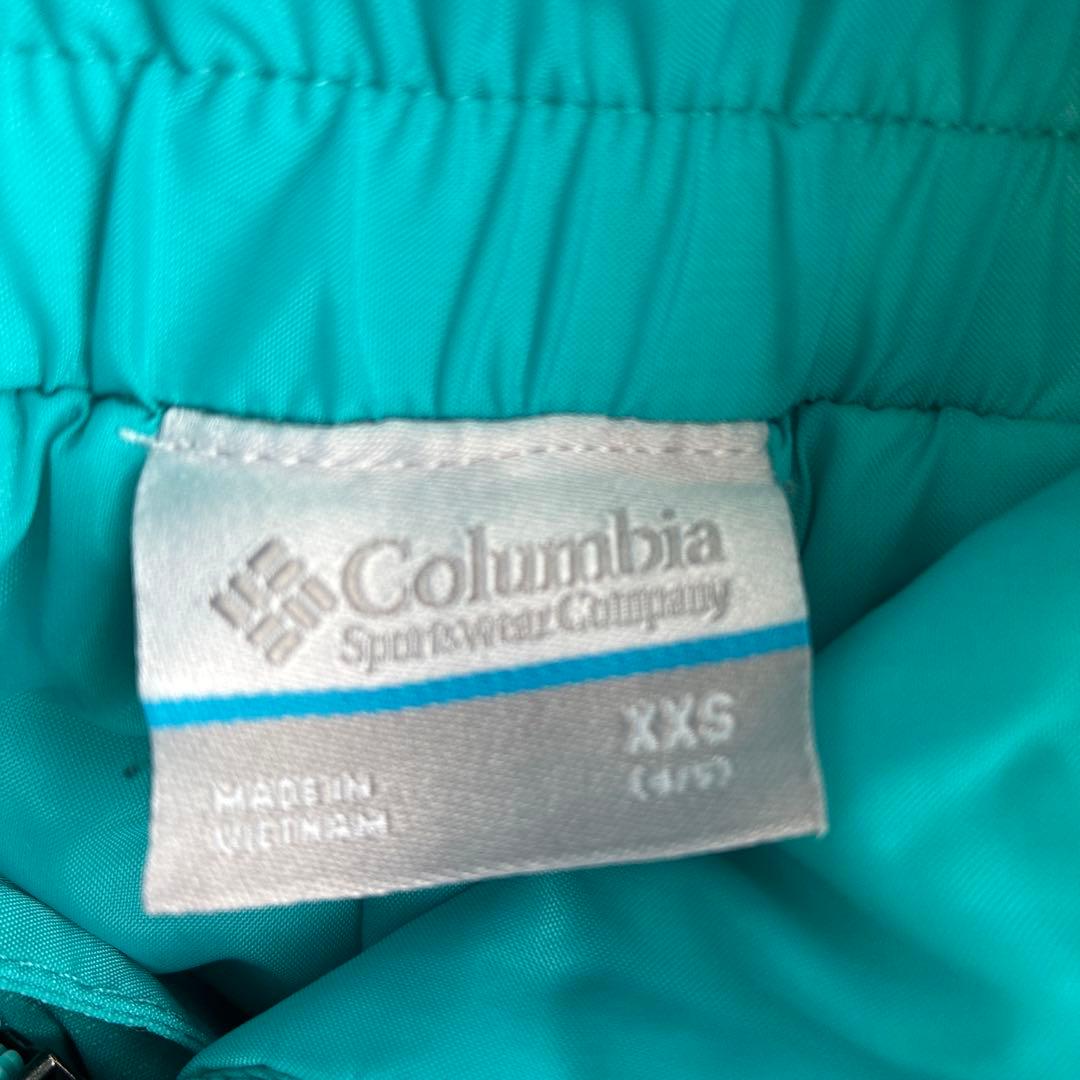 Columbia
Sportswear Company
XXS
(4/5)
MADE IN
VIETNAM